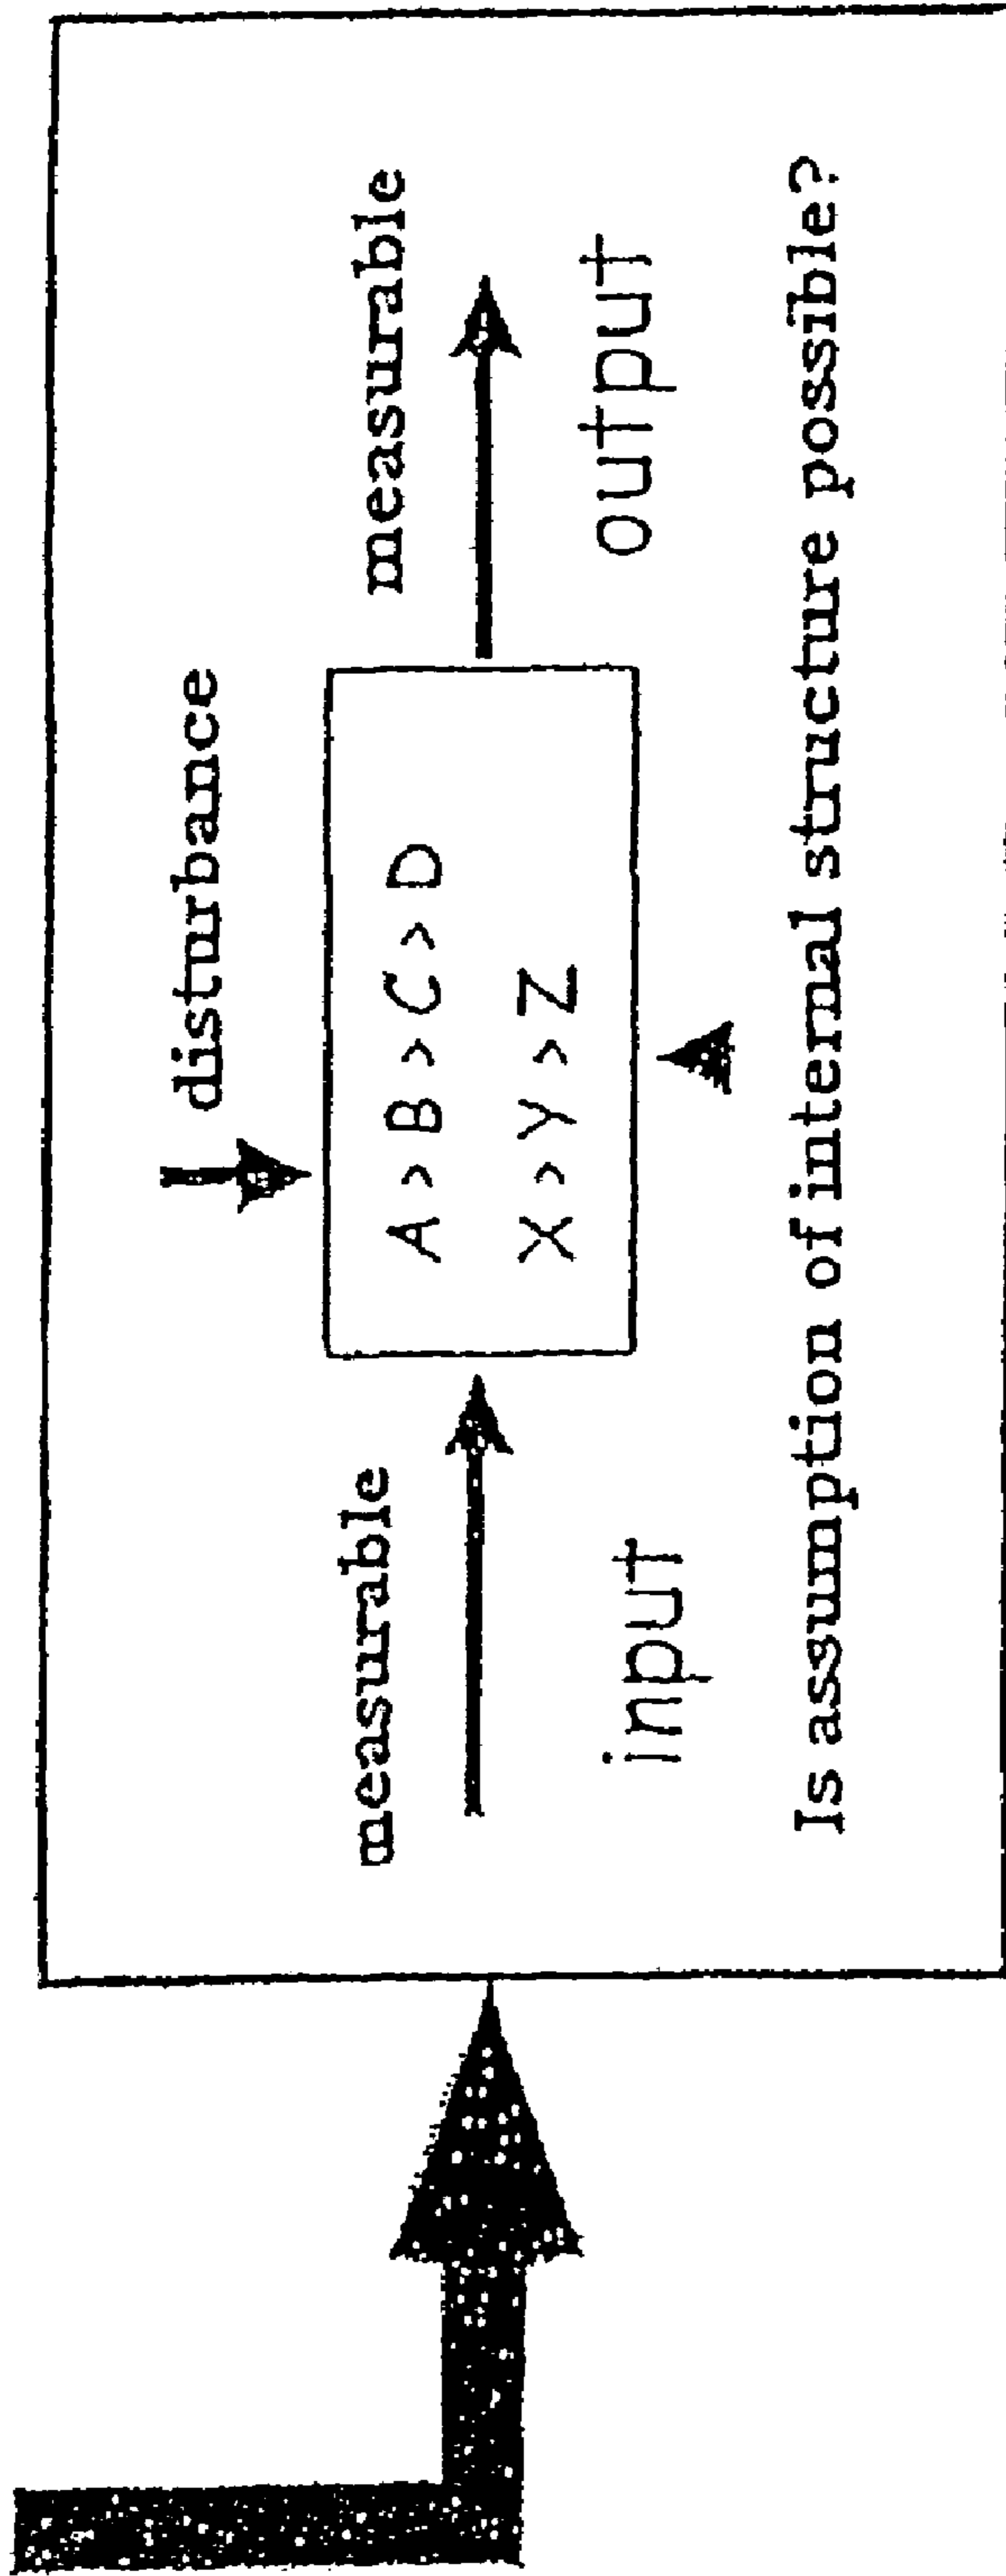 disturbance
measurable
measurable
A > B > C > D
X > Y > Z
input
output
Is assumption of internal structure possible?